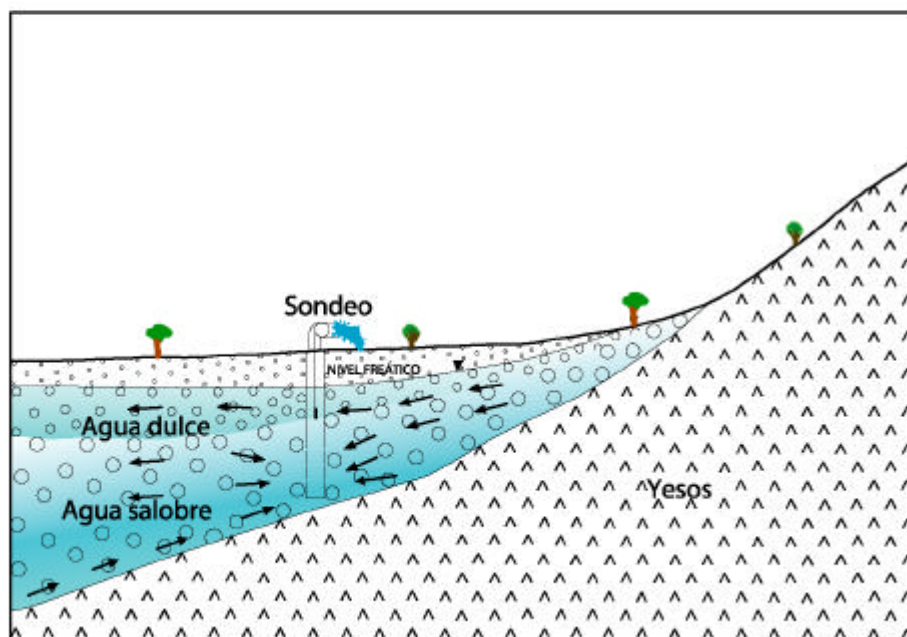 Sondeo
NIVEL FREÁTICO
Agua dulce
Yesos
Agua salobre